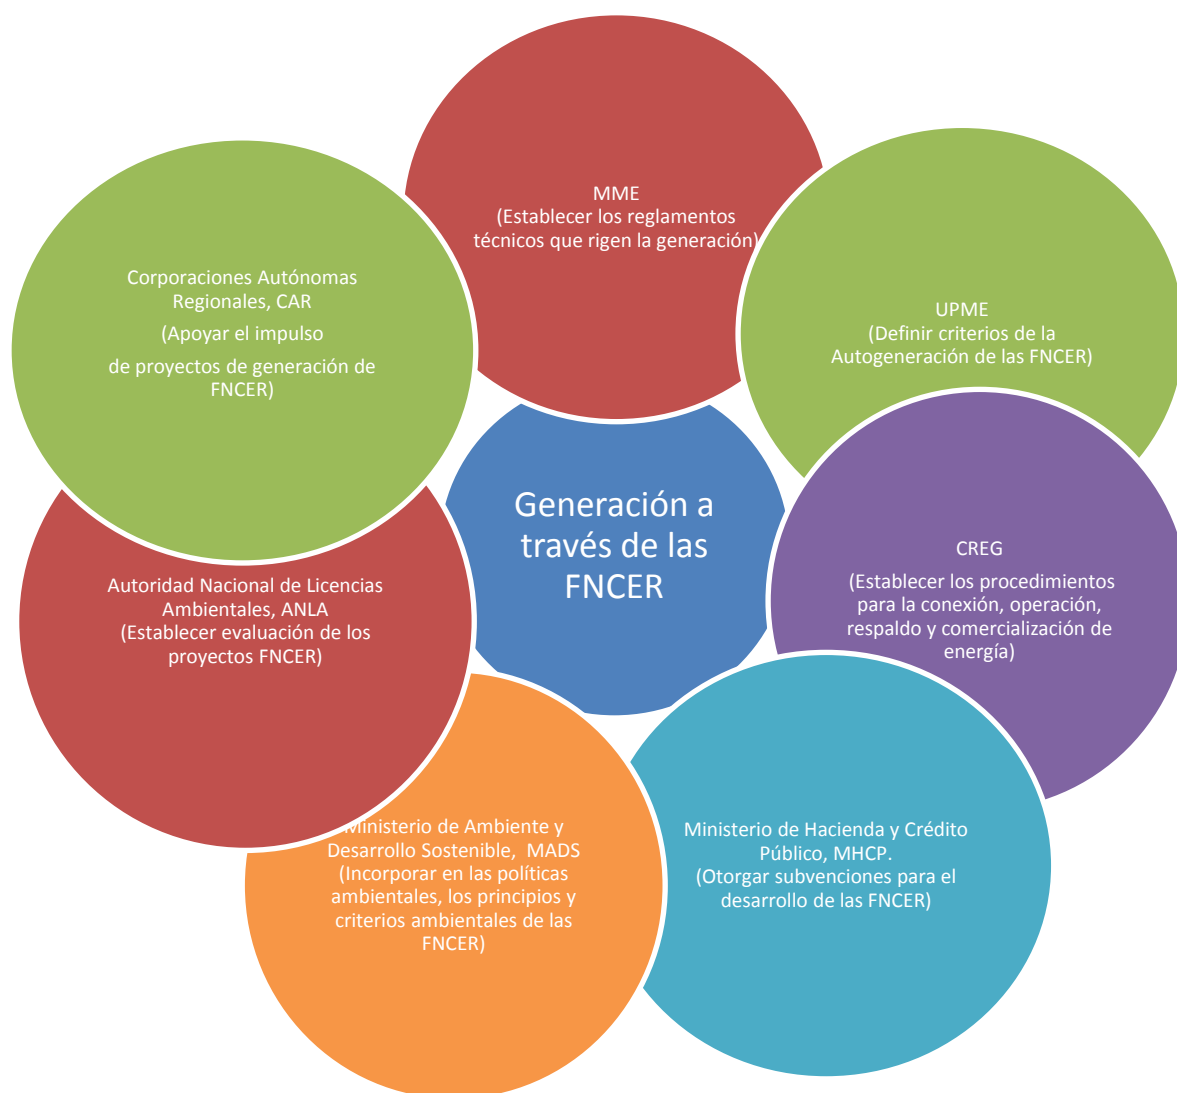 MME
(Establecer los reglamentos
técnicos que rigen la generación)
UPME
(Definir criterios de la
Autogeneración de las FNCER)
CREG
(Establecer los procedimientos
para la conexión, operación,
respaldo y comercialización de
energía)
Ministerio de Hacienda y Crédito
Público, MHCP.
(Otorgar subvenciones para el
desarrollo de las FNCER)
Ministerio de Ambiente y
Desarrollo Sostenible, MADS
(Incorporar en las políticas
ambientales, los principios y
criterios ambientales de las
FNCER)
Autoridad Nacional de Licencias
Ambientales, ANLA
(Establecer evaluación de los
proyectos FNCER)
Corporaciones Autónomas
Regionales, CAR
(Apoyar el impulso
de proyectos de generación de
FNCER)
Generación a
través de las
FNCER